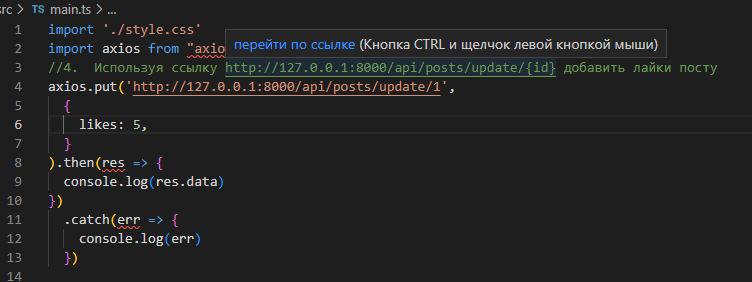 src > TS main.ts > ...
1 import './style.css'
2 import axios from "axio
перейти по ссылке (Кнопка CTRL и щелчок левой кнопкой мыши)
3 //4. Используя ссылку http://127.0.0.1:8000/api/posts/update/{id} добавить лайки посту
4 axios.put('http://127.0.0.1:8000/api/posts/update/1',
5 {
6 likes: 5,
7 }
8 ).then(res => {
9 console.log(res.data)
10 })
11 .catch(err => {
12 console.log(err)
13 })
14